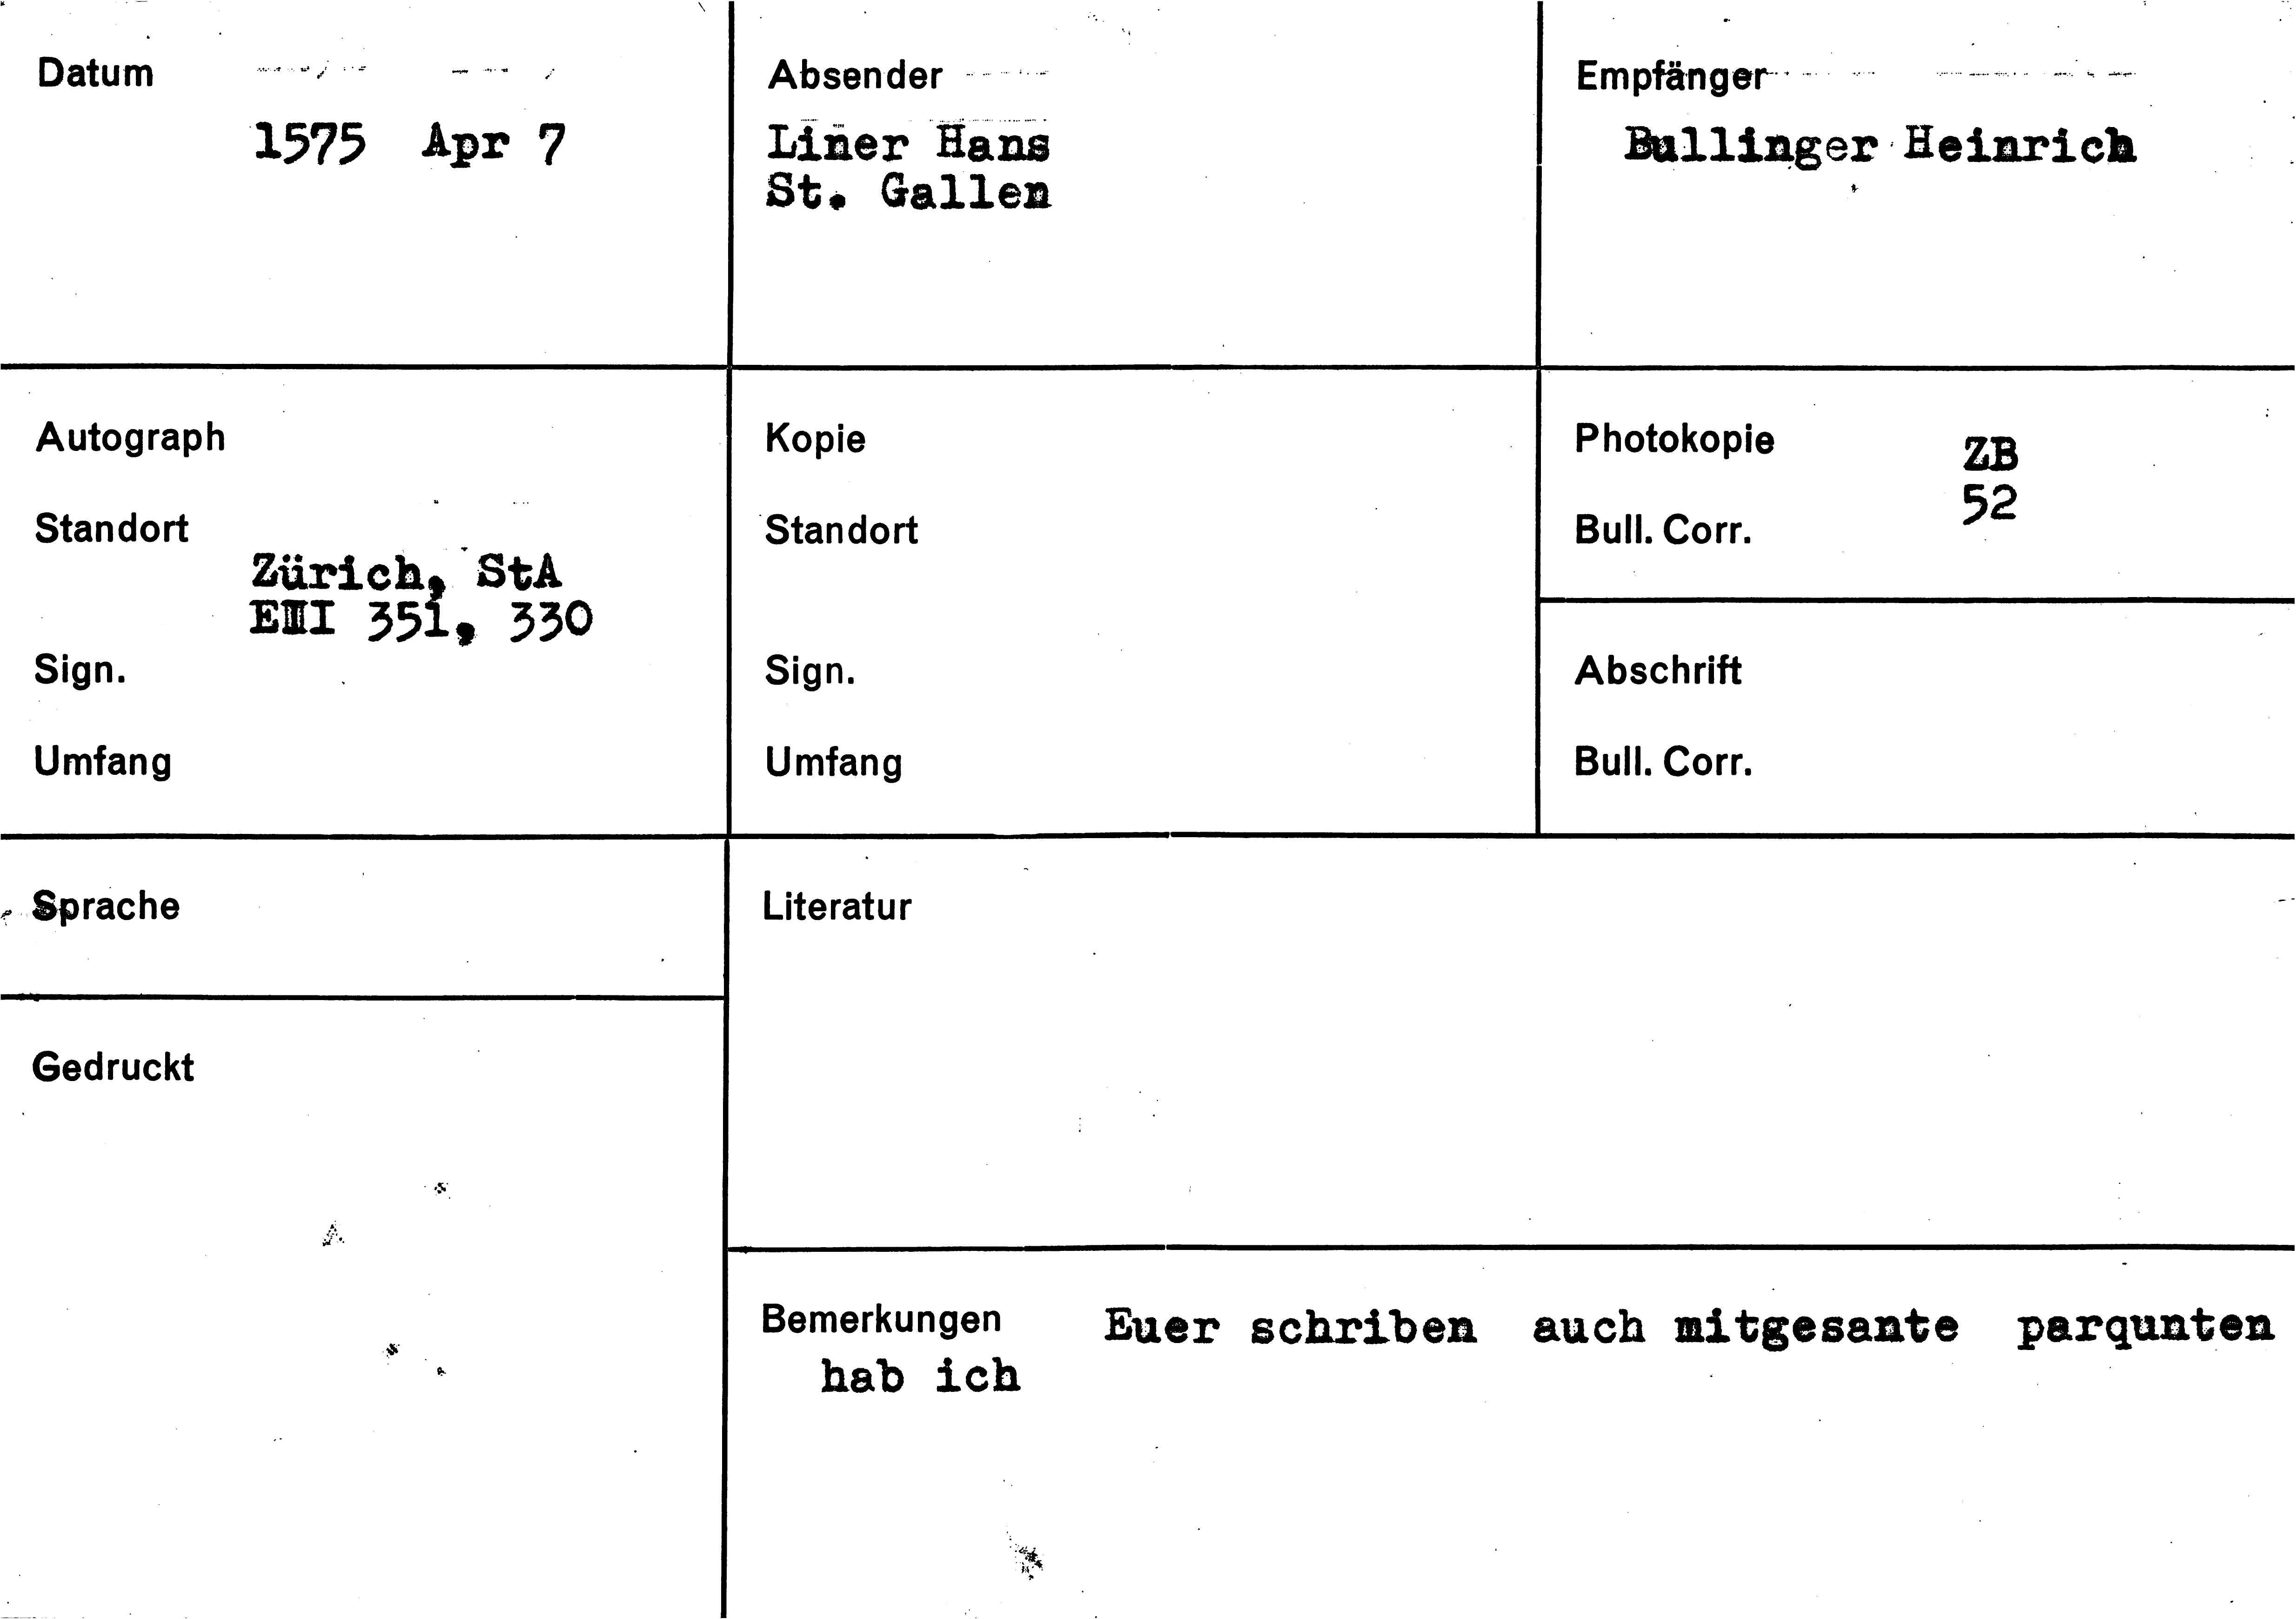 Datum
1575 Apr 7
Absender
Liner Hans
St. Gallen
Empfänger
Bullinger Heinrich
Autograph
Standort
Zürich, StA
EIII 351, 330
Sign.
Umfang
Kopie
Standort
Sign.
Umfang
Photokopie ZB
52
Bull. Corr.
Abschrift
Bull. Corr.
Sprache
Gedruckt
Literatur
Bemerkungen Euer schriben auch mitgesante parqunten
hab ich